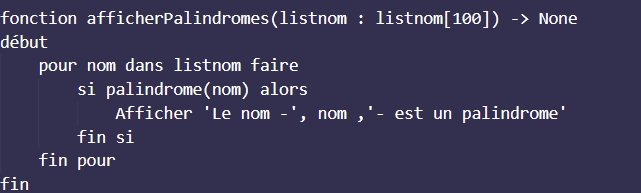 fonction afficherPalindromes(listnom : listnom[100]) -> None
début
    pour nom dans listnom faire
        si palindrome(nom) alors
            Afficher 'Le nom -', nom ,'- est un palindrome'
        fin si
    fin pour
fin